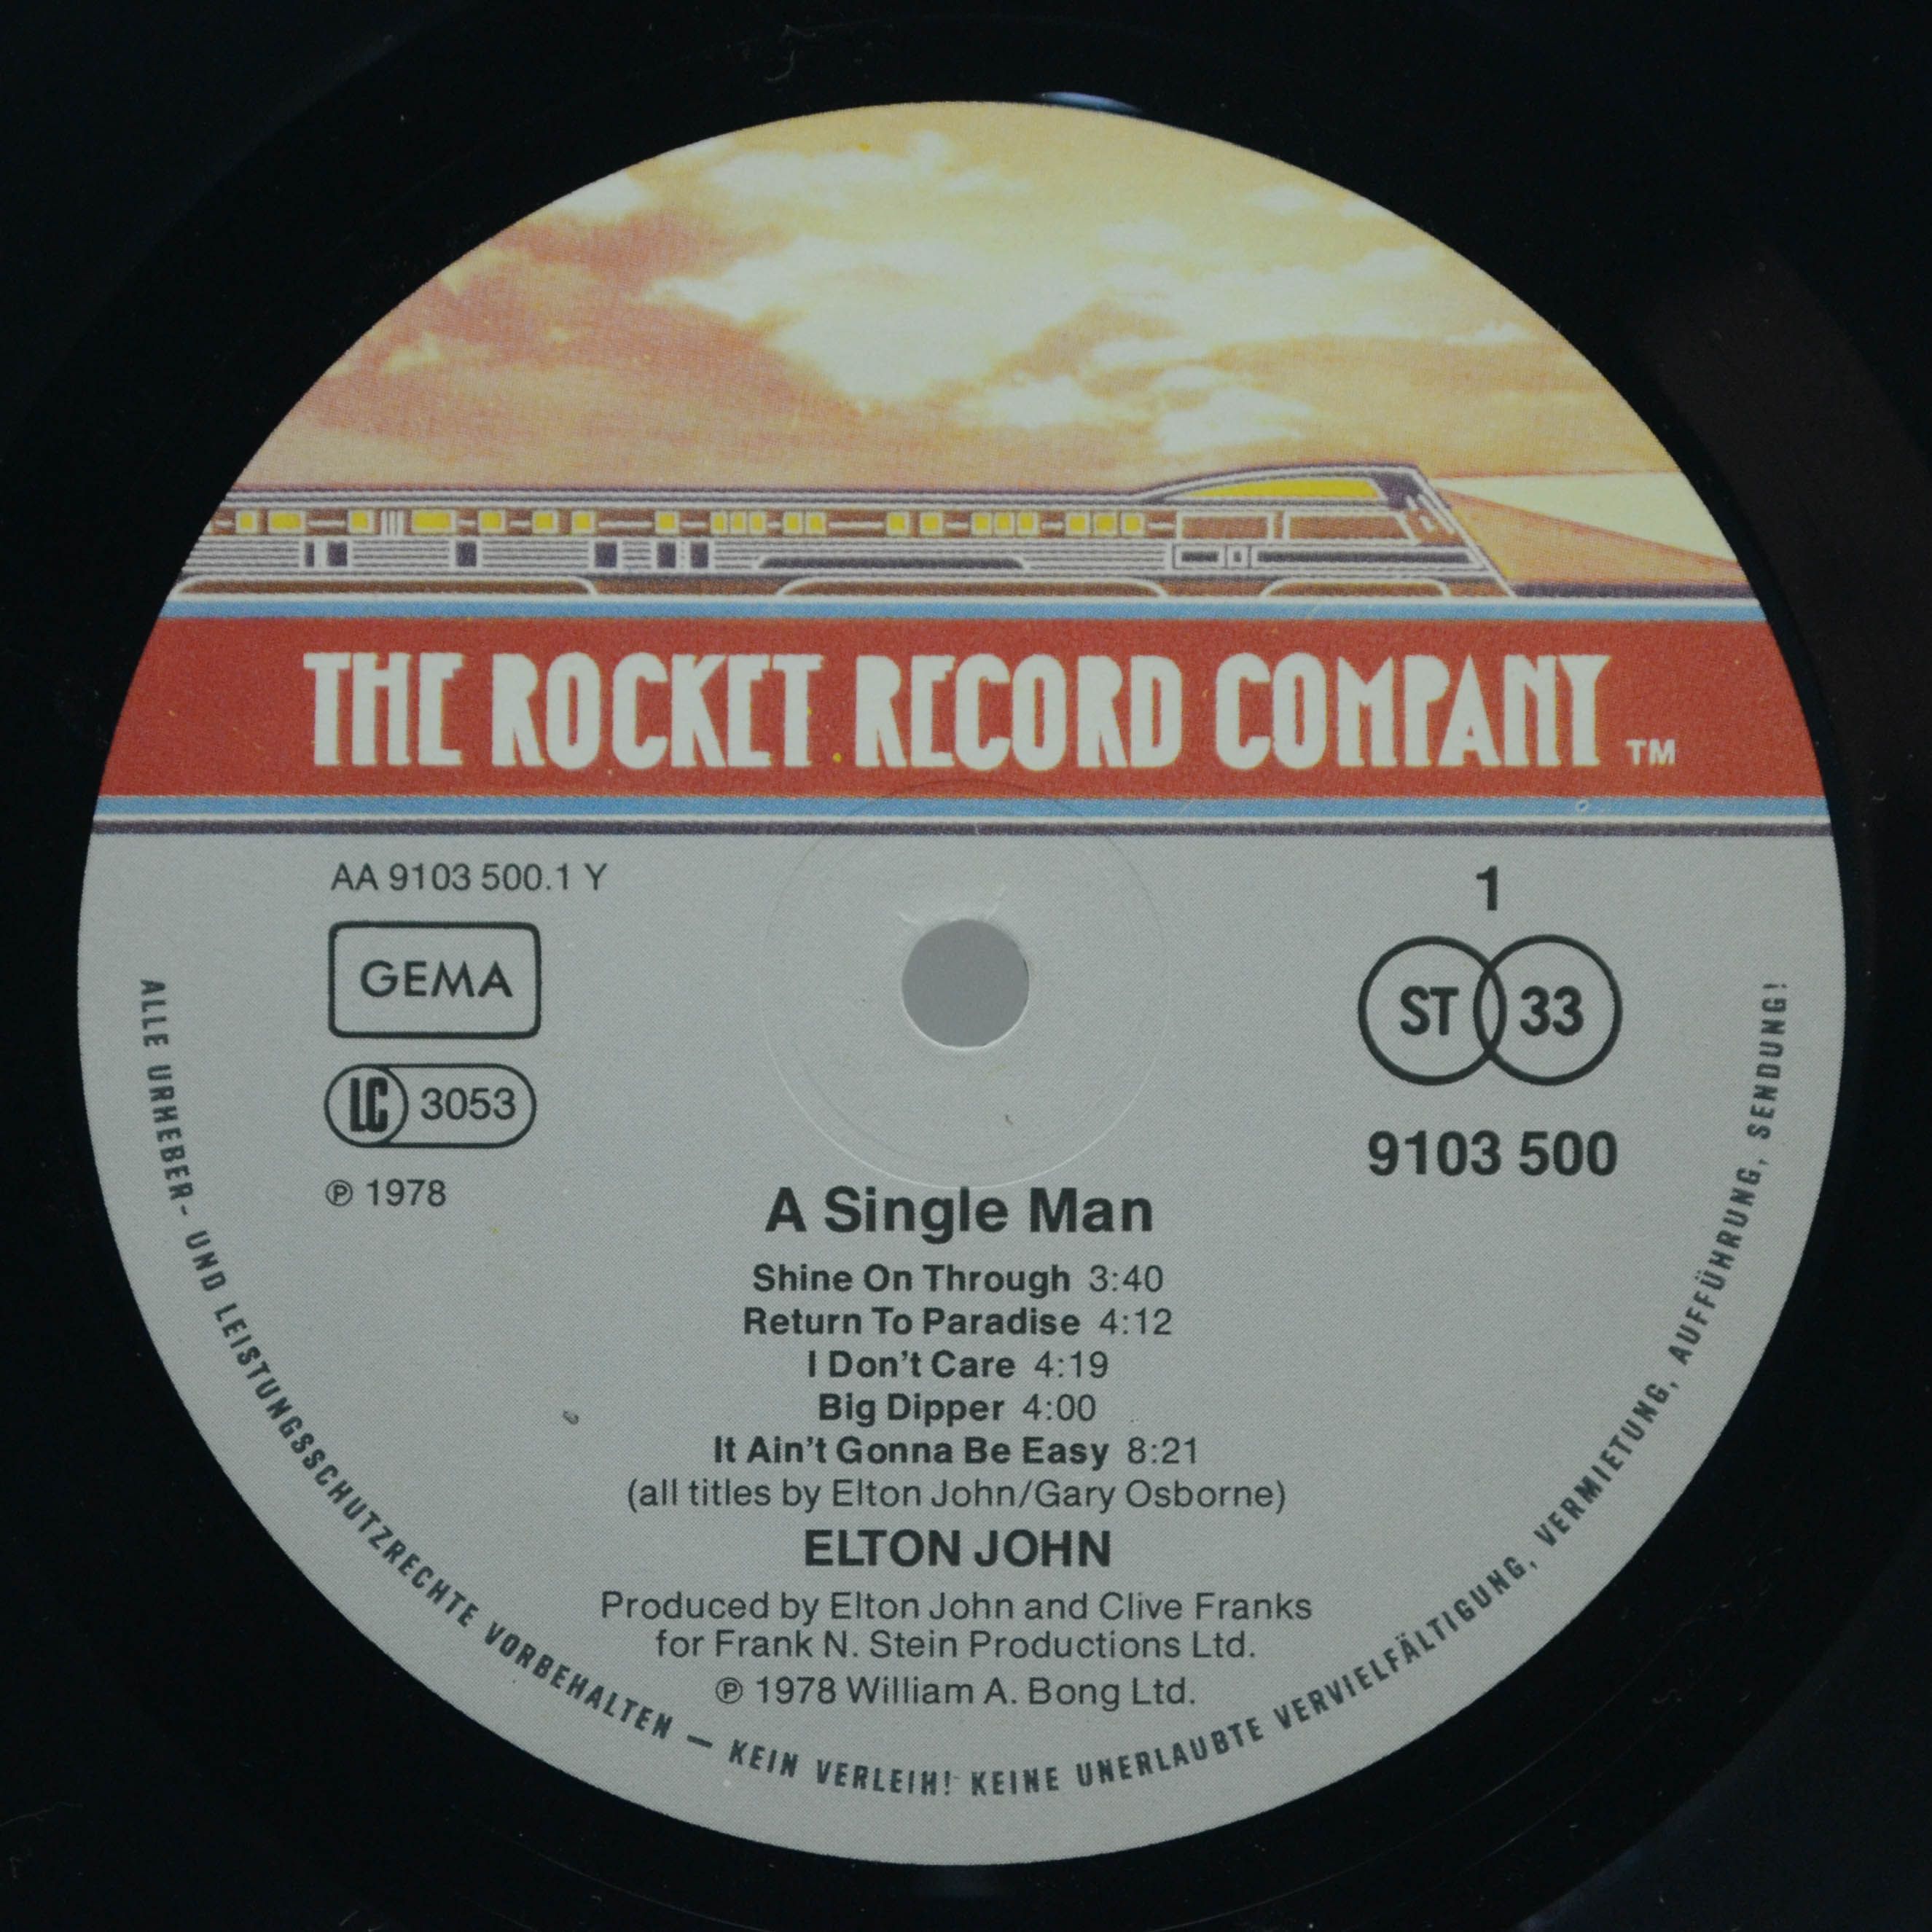 THE ROCKET RECORD COMPANY TM
AA 9103 500.1 Y
GEMA
LC 3053
℗ 1978
1
ST 33
9103 500
A Single Man
Shine On Through 3:40
Return To Paradise 4:12
I Don't Care 4:19
Big Dipper 4:00
It Ain't Gonna Be Easy 8:21
(all titles by Elton John/Gary Osborne)
ELTON JOHN
Produced by Elton John and Clive Franks
for Frank N. Stein Productions Ltd.
℗ 1978 William A. Bong Ltd.
ALLE URHEBER- UND LEISTUNGSSCHUTZRECHTE VORBEHALTEN — KEIN VERLEIH! KEINE UNERLAUBTE VERVIELFÄLTIGUNG, VERMIETUNG, AUFFÜHRUNG, SENDUNG!